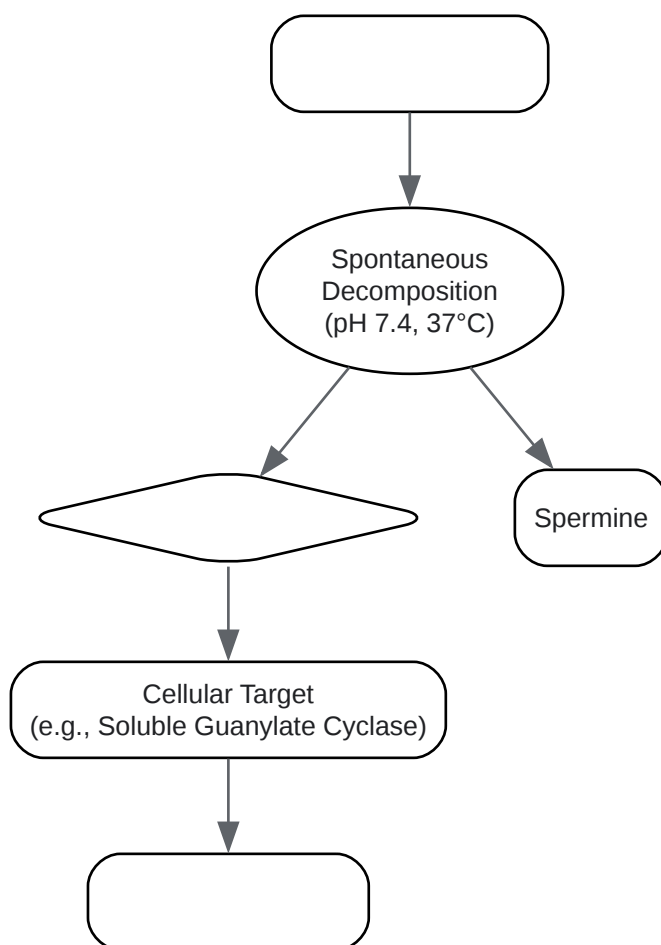 Spontaneous
Decomposition
(pH 7.4, 37°C)
Spermine
Cellular Target
(e.g., Soluble Guanylate Cyclase)